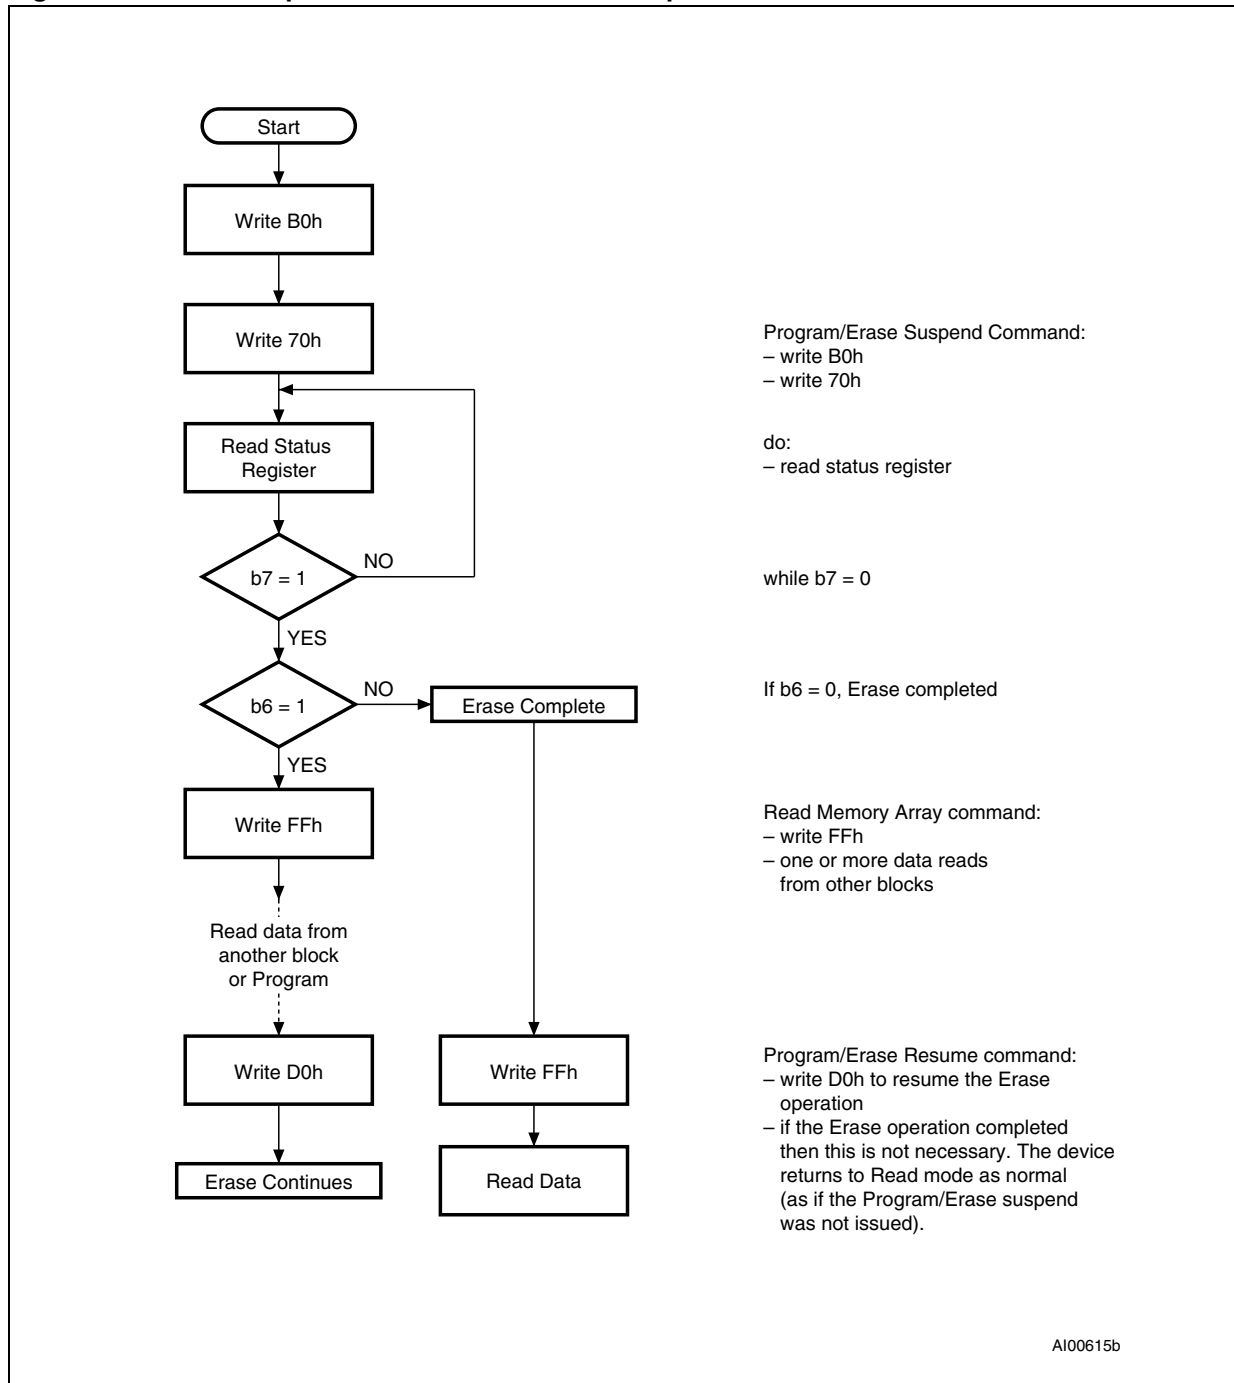 Start
Write B0h
Write 70h
Program/Erase Suspend Command:
– write B0h
– write 70h
Read Status
Register
do:
– read status register
NO
b7 = 1
while b7 = 0
YES
NO
b6 = 1
Erase Complete
If b6 = 0, Erase completed
YES
Write FFh
Read Memory Array command:
– write FFh
– one or more data reads
from other blocks
Read data from
another block
or Program
Write D0h
Write FFh
Program/Erase Resume command:
– write D0h to resume the Erase
operation
– if the Erase operation completed
then this is not necessary. The device
returns to Read mode as normal
(as if the Program/Erase suspend
was not issued).
Erase Continues
Read Data
AI00615b